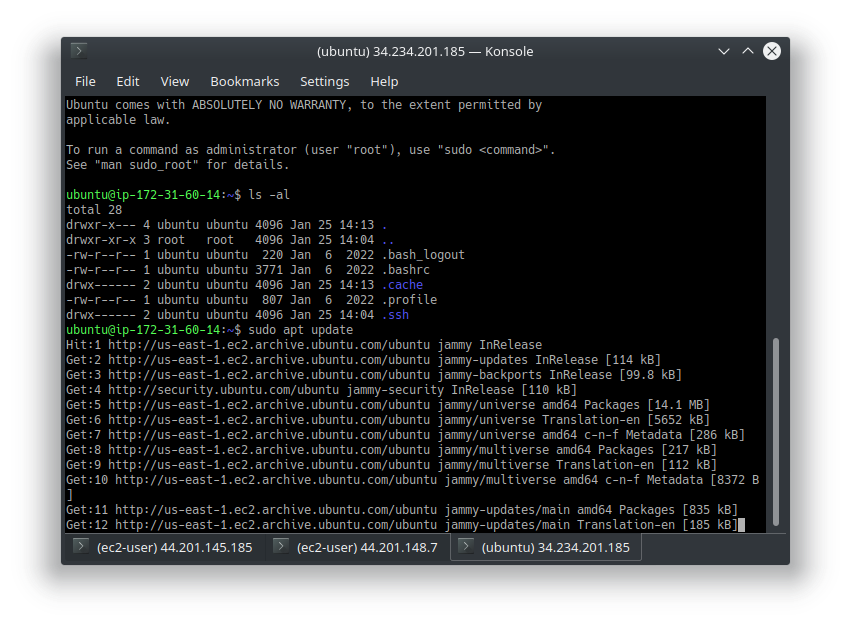 (ubuntu) 34.234.201.185 — Konsole
File Edit View Bookmarks Settings Help
Ubuntu comes with ABSOLUTELY NO WARRANTY, to the extent permitted by
applicable law.
To run a command as administrator (user "root"), use "sudo <command>".
See "man sudo_root" for details.
ubuntu@ip-172-31-60-14:~$ ls -al
total 28
drwxr-x--- 4 ubuntu ubuntu 4096 Jan 25 14:13 .
drwxr-xr-x 3 root   root   4096 Jan 25 14:04 ..
-rw-r--r-- 1 ubuntu ubuntu  220 Jan  6  2022 .bash_logout
-rw-r--r-- 1 ubuntu ubuntu 3771 Jan  6  2022 .bashrc
drwx------ 2 ubuntu ubuntu 4096 Jan 25 14:13 .cache
-rw-r--r-- 1 ubuntu ubuntu  807 Jan  6  2022 .profile
drwx------ 2 ubuntu ubuntu 4096 Jan 25 14:04 .ssh
ubuntu@ip-172-31-60-14:~$ sudo apt update
Hit:1 http://us-east-1.ec2.archive.ubuntu.com/ubuntu jammy InRelease
Get:2 http://us-east-1.ec2.archive.ubuntu.com/ubuntu jammy-updates InRelease [114 kB]
Get:3 http://us-east-1.ec2.archive.ubuntu.com/ubuntu jammy-backports InRelease [99.8 kB]
Get:4 http://security.ubuntu.com/ubuntu jammy-security InRelease [110 kB]
Get:5 http://us-east-1.ec2.archive.ubuntu.com/ubuntu jammy/universe amd64 Packages [14.1 MB]
Get:6 http://us-east-1.ec2.archive.ubuntu.com/ubuntu jammy/universe Translation-en [5652 kB]
Get:7 http://us-east-1.ec2.archive.ubuntu.com/ubuntu jammy/universe amd64 c-n-f Metadata [286 kB]
Get:8 http://us-east-1.ec2.archive.ubuntu.com/ubuntu jammy/multiverse amd64 Packages [217 kB]
Get:9 http://us-east-1.ec2.archive.ubuntu.com/ubuntu jammy/multiverse Translation-en [112 kB]
Get:10 http://us-east-1.ec2.archive.ubuntu.com/ubuntu jammy/multiverse amd64 c-n-f Metadata [8372 B
]
Get:11 http://us-east-1.ec2.archive.ubuntu.com/ubuntu jammy-updates/main amd64 Packages [835 kB]
Get:12 http://us-east-1.ec2.archive.ubuntu.com/ubuntu jammy-updates/main Translation-en [185 kB]
(ec2-user) 44.201.145.185 (ec2-user) 44.201.148.7 (ubuntu) 34.234.201.185